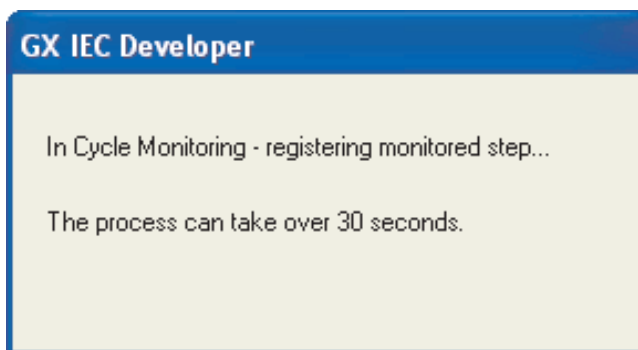 GX IEC Developer
In Cycle Monitoring - registering monitored step...
The process can take over 30 seconds.